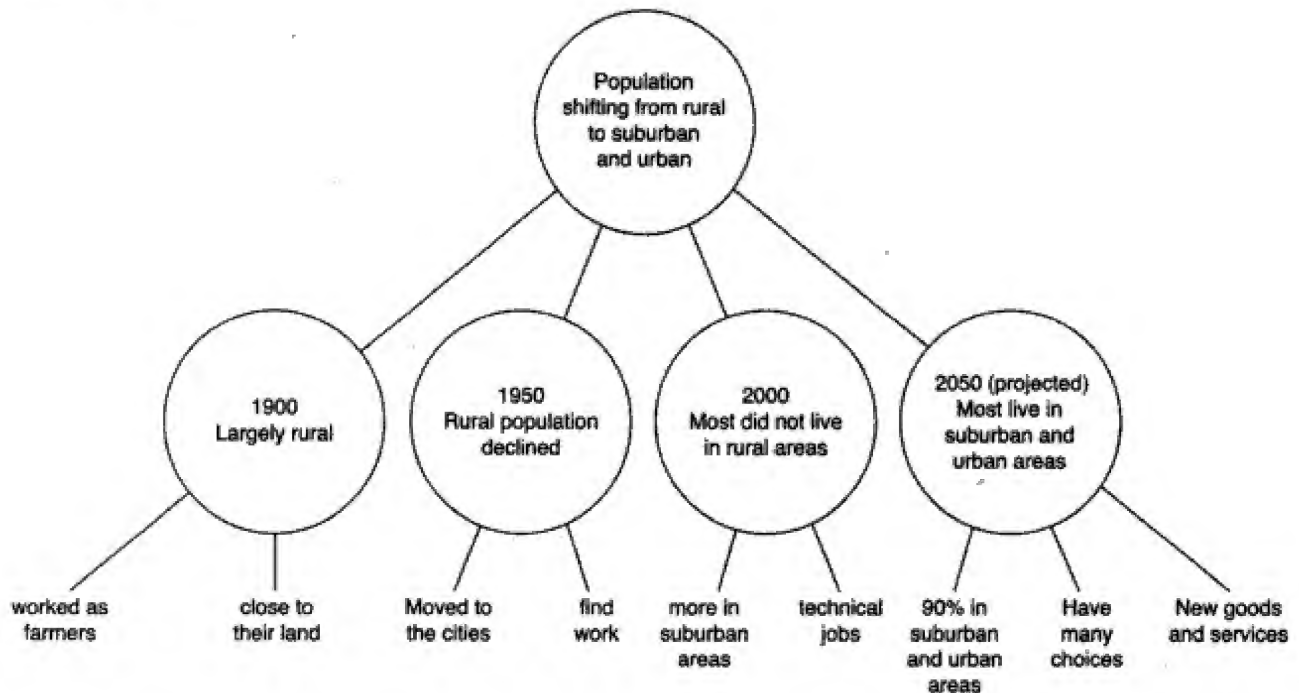 Population
shifting from rural
to suburban
and urban
1900
Largely rural
1950
Rural population
declined
2000
Most did not live
in rural areas
2050 (projected)
Most live in
suburban and
urban areas
worked as
farmers
close to
their land
Moved to
the cities
find
work
more in
suburban
areas
technical
jobs
90% in
suburban
and urban
areas
Have
many
choices
New goods
and services